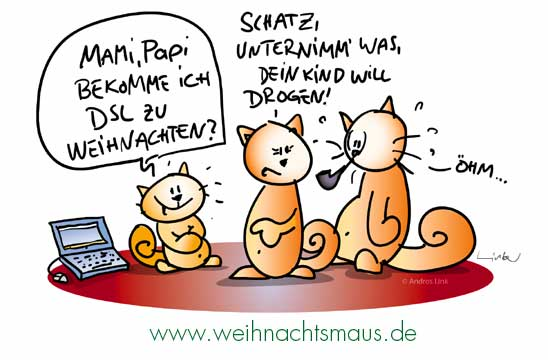 MAMI, PAPI
BEKOMME ICH
DSL ZU
WEIHNACHTEN?
SCHATZ,
UNTERNIMM' WAS,
DEIN KIND WILL
DROGEN!
ÖHM...
Link
© Andros Link
www.weihnachtsmaus.de